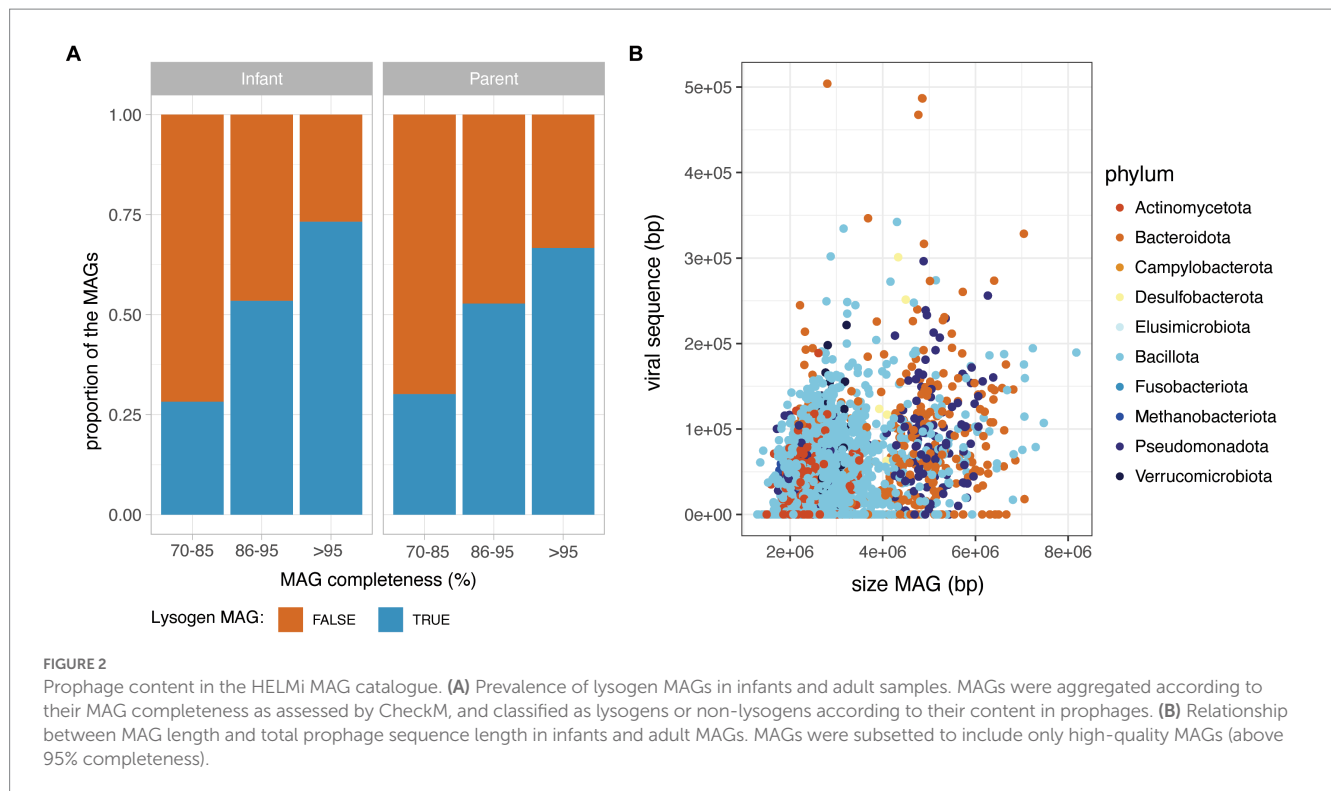 A
Infant
Parent
1.00
0.75
0.50
0.25
0.00
proportion of the MAGs
70-85
86-95
>95
70-85
86-95
>95
MAG completeness (%)
Lysogen MAG:
FALSE
TRUE
B
5e+05
4e+05
3e+05
2e+05
1e+05
0e+00
viral sequence (bp)
2e+06
4e+06
6e+06
8e+06
size MAG (bp)
phylum
Actinomycetota
Bacteroidota
Campylobacterota
Desulfobacterota
Elusimicrobiota
Bacillota
Fusobacteriota
Methanobacteriota
Pseudomonadota
Verrucomicrobiota
FIGURE 2
Prophage content in the HELMi MAG catalogue. (A) Prevalence of lysogen MAGs in infants and adult samples. MAGs were aggregated according to
their MAG completeness as assessed by CheckM, and classified as lysogens or non-lysogens according to their content in prophages. (B) Relationship
between MAG length and total prophage sequence length in infants and adult MAGs. MAGs were subsetted to include only high-quality MAGs (above
95% completeness).